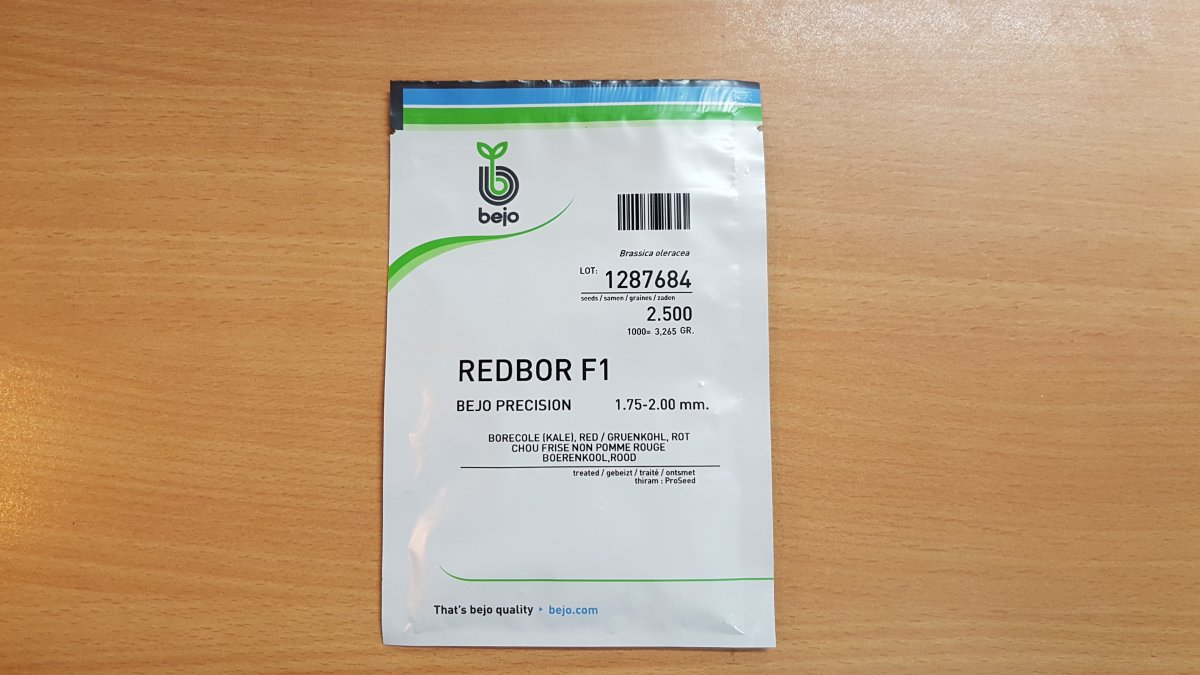 bejo
Brassica oleracea
LOT: 1287684
seeds / samen / graines / zaden
2.500
1000= 3,265 GR.
REDBOR F1
BEJO PRECISION 1.75-2.00 mm.
BORECOLE (KALE), RED / GRUENKOHL, ROT
CHOU FRISE NON POMME ROUGE
BOERENKOOL,ROOD
treated / gebeizt / traité / ontsmet
thiram : ProSeed
That's bejo quality ‣ bejo.com